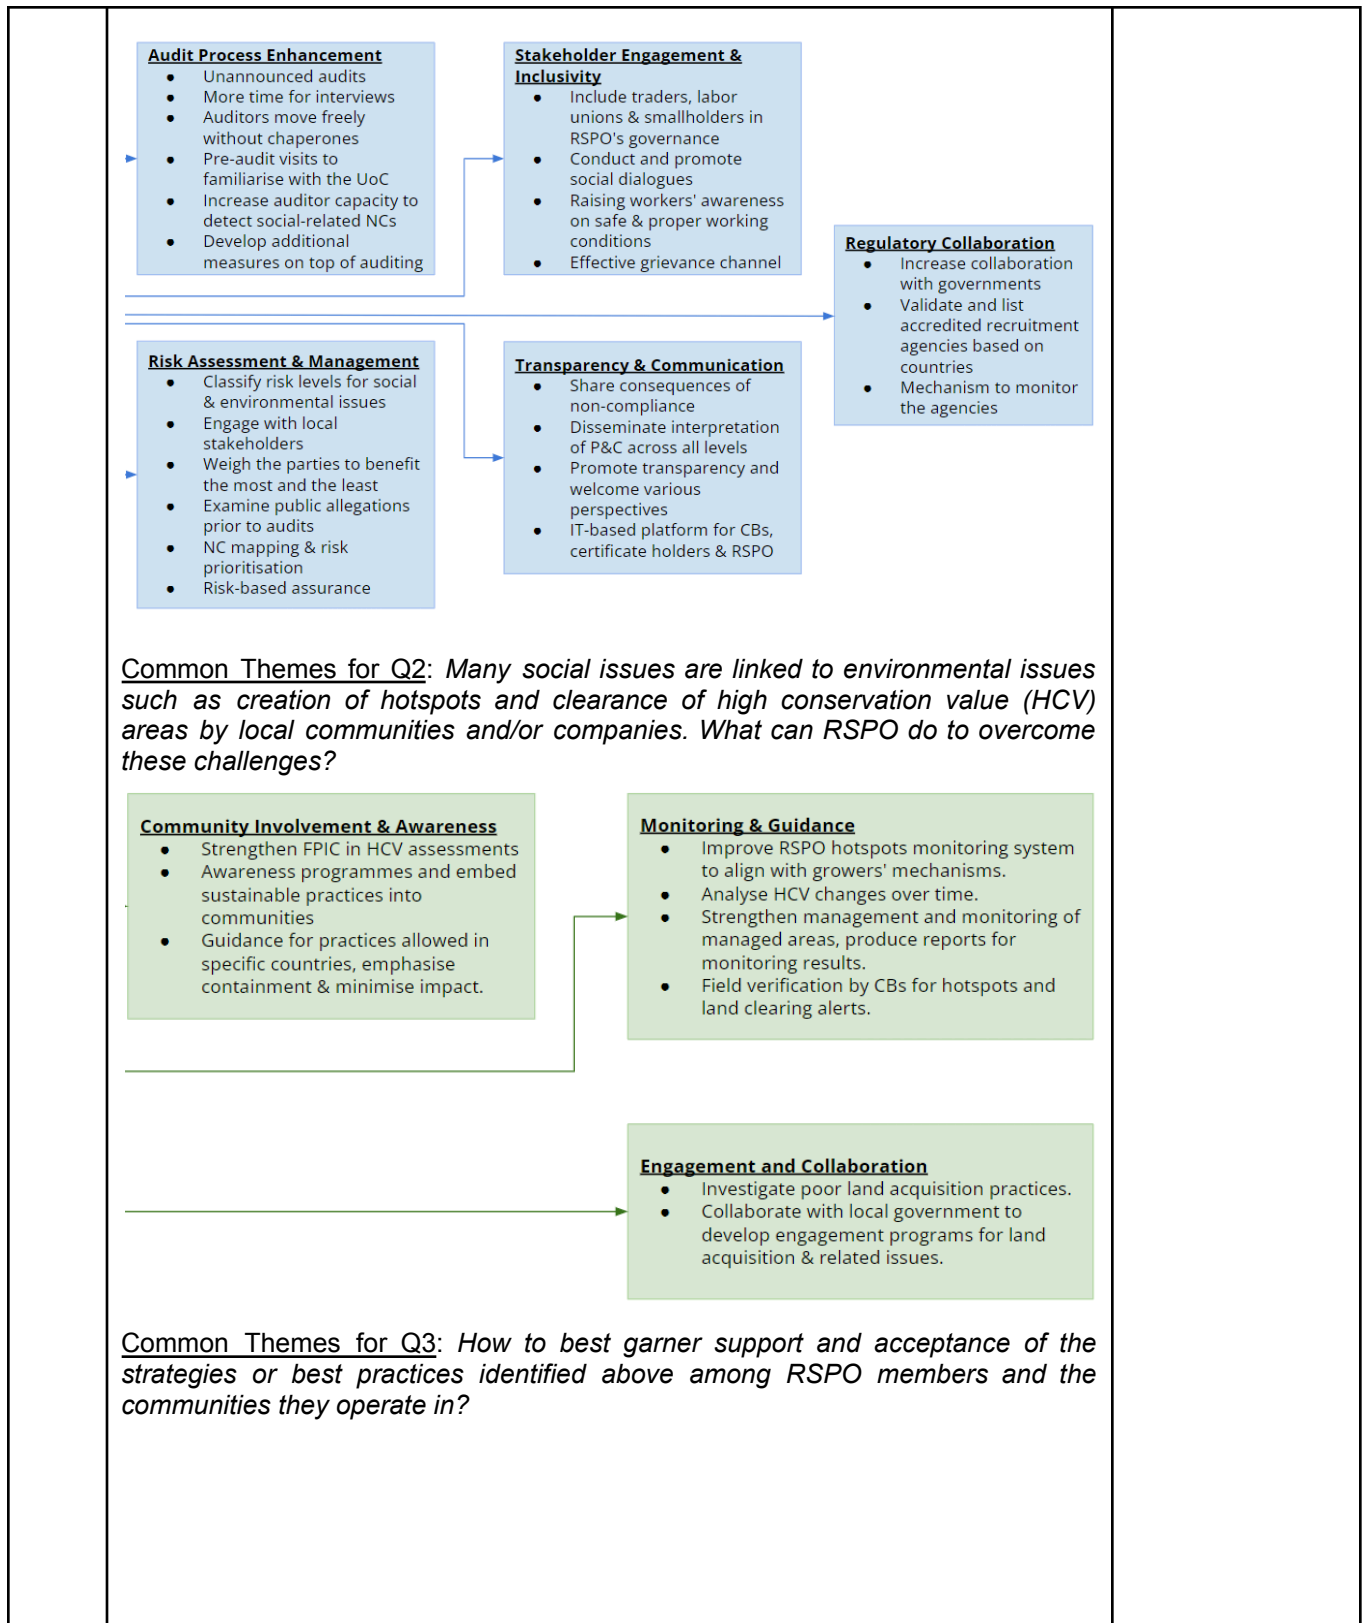 Audit Process Enhancement
● Unannounced audits
● More time for interviews
● Auditors move freely
without chaperones
● Pre-audit visits to
familiarise with the UoC
● Increase auditor capacity to
detect social-related NCs
● Develop additional
measures on top of auditing
Stakeholder Engagement &
Inclusivity
● Include traders, labor
unions & smallholders in
RSPO's governance
● Conduct and promote
social dialogues
● Raising workers' awareness
on safe & proper working
conditions
● Effective grievance channel
Regulatory Collaboration
● Increase collaboration
with governments
● Validate and list
accredited recruitment
agencies based on
countries
● Mechanism to monitor
the agencies
Risk Assessment & Management
● Classify risk levels for social
& environmental issues
● Engage with local
stakeholders
● Weigh the parties to benefit
the most and the least
● Examine public allegations
prior to audits
● NC mapping & risk
prioritisation
● Risk-based assurance
Transparency & Communication
● Share consequences of
non-compliance
● Disseminate interpretation
of P&C across all levels
● Promote transparency and
welcome various
perspectives
● IT-based platform for CBs,
certificate holders & RSPO
Common Themes for Q2: Many social issues are linked to environmental issues
such as creation of hotspots and clearance of high conservation value (HCV)
areas by local communities and/or companies. What can RSPO do to overcome
these challenges?
Community Involvement & Awareness
● Strengthen FPIC in HCV assessments
● Awareness programmes and embed
sustainable practices into
communities
● Guidance for practices allowed in
specific countries, emphasise
containment & minimise impact.
Monitoring & Guidance
● Improve RSPO hotspots monitoring system
to align with growers' mechanisms.
● Analyse HCV changes over time.
● Strengthen management and monitoring of
managed areas, produce reports for
monitoring results.
● Field verification by CBs for hotspots and
land clearing alerts.
Engagement and Collaboration
● Investigate poor land acquisition practices.
● Collaborate with local government to
develop engagement programs for land
acquisition & related issues.
Common Themes for Q3: How to best garner support and acceptance of the
strategies or best practices identified above among RSPO members and the
communities they operate in?